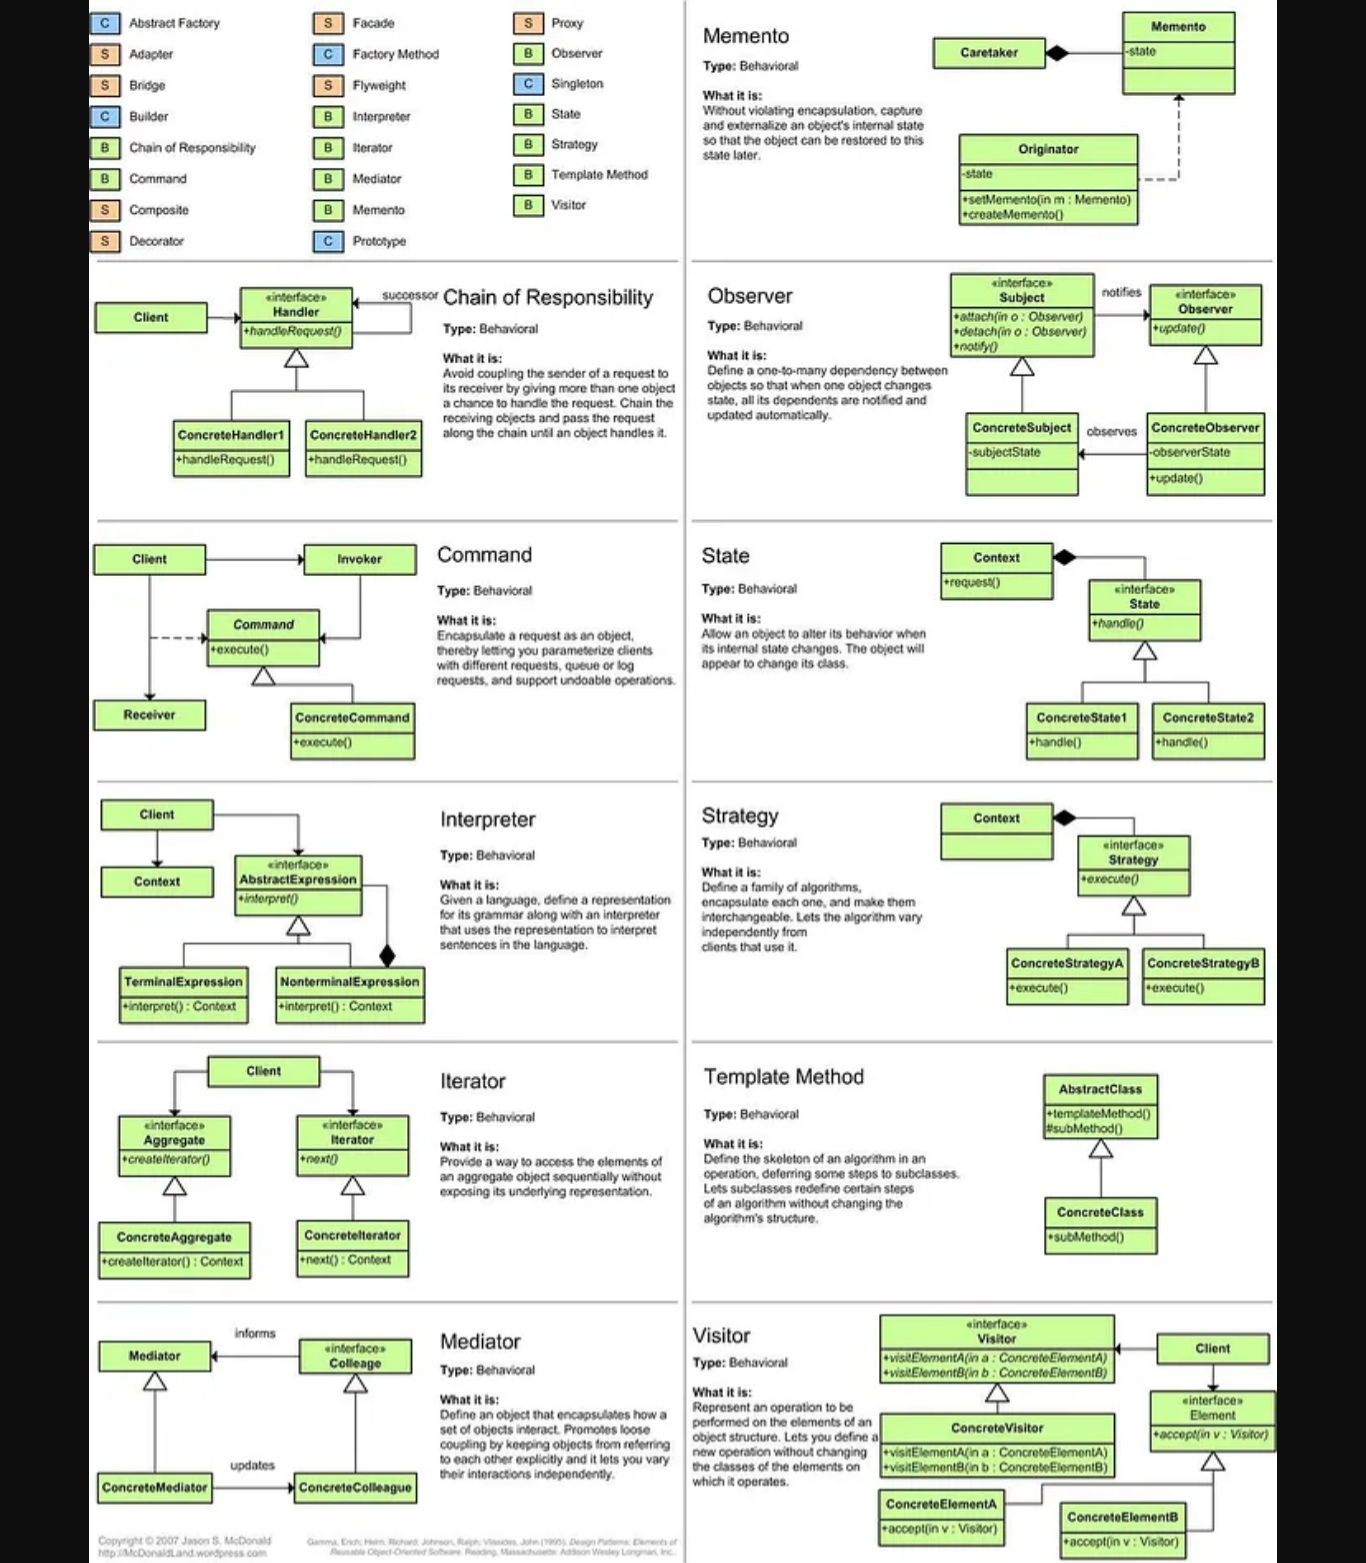 C Abstract Factory
S Adapter
S Bridge
C Builder
B Chain of Responsibility
B Command
S Composite
S Decorator
S Facade
C Factory Method
S Flyweight
B Interpreter
B Iterator
B Mediator
B Memento
C Prototype
S Proxy
B Observer
C Singleton
B State
B Strategy
B Template Method
B Visitor
Memento
Type: Behavioral
What it is:
Without violating encapsulation, capture
and externalize an object's internal state
so that the object can be restored to this
state later.
Caretaker
Memento
-state
Originator
-state
+setMemento(in m : Memento)
+createMemento()
Client
«interface»
Handler
+handleRequest()
successor
ConcreteHandler1
+handleRequest()
ConcreteHandler2
+handleRequest()
Chain of Responsibility
Type: Behavioral
What it is:
Avoid coupling the sender of a request to
its receiver by giving more than one object
a chance to handle the request. Chain the
receiving objects and pass the request
along the chain until an object handles it.
Observer
Type: Behavioral
What it is:
Define a one-to-many dependency between
objects so that when one object changes
state, all its dependents are notified and
updated automatically.
«interface»
Subject
+attach(in o : Observer)
+detach(in o : Observer)
+notify()
notifies
«interface»
Observer
+update()
ConcreteSubject
-subjectState
observes
ConcreteObserver
-observerState
+update()
Client
Invoker
Command
+execute()
Receiver
ConcreteCommand
+execute()
Command
Type: Behavioral
What it is:
Encapsulate a request as an object,
thereby letting you parameterize clients
with different requests, queue or log
requests, and support undoable operations.
State
Type: Behavioral
What it is:
Allow an object to alter its behavior when
its internal state changes. The object will
appear to change its class.
Context
+request()
«interface»
State
+handle()
ConcreteState1
+handle()
ConcreteState2
+handle()
Client
Context
«interface»
AbstractExpression
+interpret()
TerminalExpression
+interpret() : Context
NonterminalExpression
+interpret() : Context
Interpreter
Type: Behavioral
What it is:
Given a language, define a representation
for its grammar along with an interpreter
that uses the representation to interpret
sentences in the language.
Strategy
Type: Behavioral
What it is:
Define a family of algorithms,
encapsulate each one, and make them
interchangeable. Lets the algorithm vary
independently from
clients that use it.
Context
«interface»
Strategy
+execute()
ConcreteStrategyA
+execute()
ConcreteStrategyB
+execute()
Client
«interface»
Aggregate
+createIterator()
«interface»
Iterator
+next()
ConcreteAggregate
+createIterator() : Context
ConcreteIterator
+next() : Context
Iterator
Type: Behavioral
What it is:
Provide a way to access the elements of
an aggregate object sequentially without
exposing its underlying representation.
Template Method
Type: Behavioral
What it is:
Define the skeleton of an algorithm in an
operation, deferring some steps to subclasses.
Lets subclasses redefine certain steps
of an algorithm without changing the
algorithm's structure.
AbstractClass
+templateMethod()
#subMethod()
ConcreteClass
+subMethod()
Mediator
informs
«interface»
Colleage
ConcreteMediator
updates
ConcreteColleague
Mediator
Type: Behavioral
What it is:
Define an object that encapsulates how a
set of objects interact. Promotes loose
coupling by keeping objects from referring
to each other explicitly and it lets you vary
their interactions independently.
Visitor
Type: Behavioral
What it is:
Represent an operation to be
performed on the elements of an
object structure. Lets you define a
new operation without changing
the classes of the elements on
which it operates.
«interface»
Visitor
+visitElementA(in a : ConcreteElementA)
+visitElementB(in b : ConcreteElementB)
Client
«interface»
Element
+accept(in v : Visitor)
ConcreteVisitor
+visitElementA(in a : ConcreteElementA)
+visitElementB(in b : ConcreteElementB)
ConcreteElementA
+accept(in v : Visitor)
ConcreteElementB
+accept(in v : Visitor)
Copyright © 2007 Jason S. McDonald
http://McDonaldLand.wordpress.com
Gamma, Erich; Helm, Richard; Johnson, Ralph; Vlissides, John (1995). Design Patterns: Elements of
Reusable Object-Oriented Software. Reading, Massachusetts: Addison Wesley Longman, Inc..